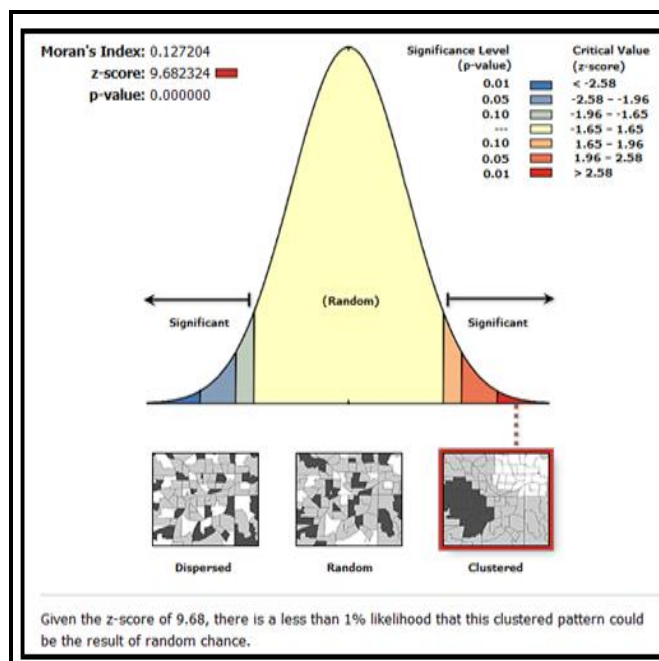 Moran's Index: 0.127204
z-score: 9.682324
p-value: 0.000000
Significance Level
(p-value)
Critical Value
(z-score)
0.01 < -2.58
0.05 -2.58 – -1.96
0.10 -1.96 – -1.65
--- -1.65 – 1.65
0.10 1.65 – 1.96
0.05 1.96 – 2.58
0.01 > 2.58
(Random)
Significant
Significant
Dispersed
Random
Clustered
Given the z-score of 9.68, there is a less than 1% likelihood that this clustered pattern could
be the result of random chance.